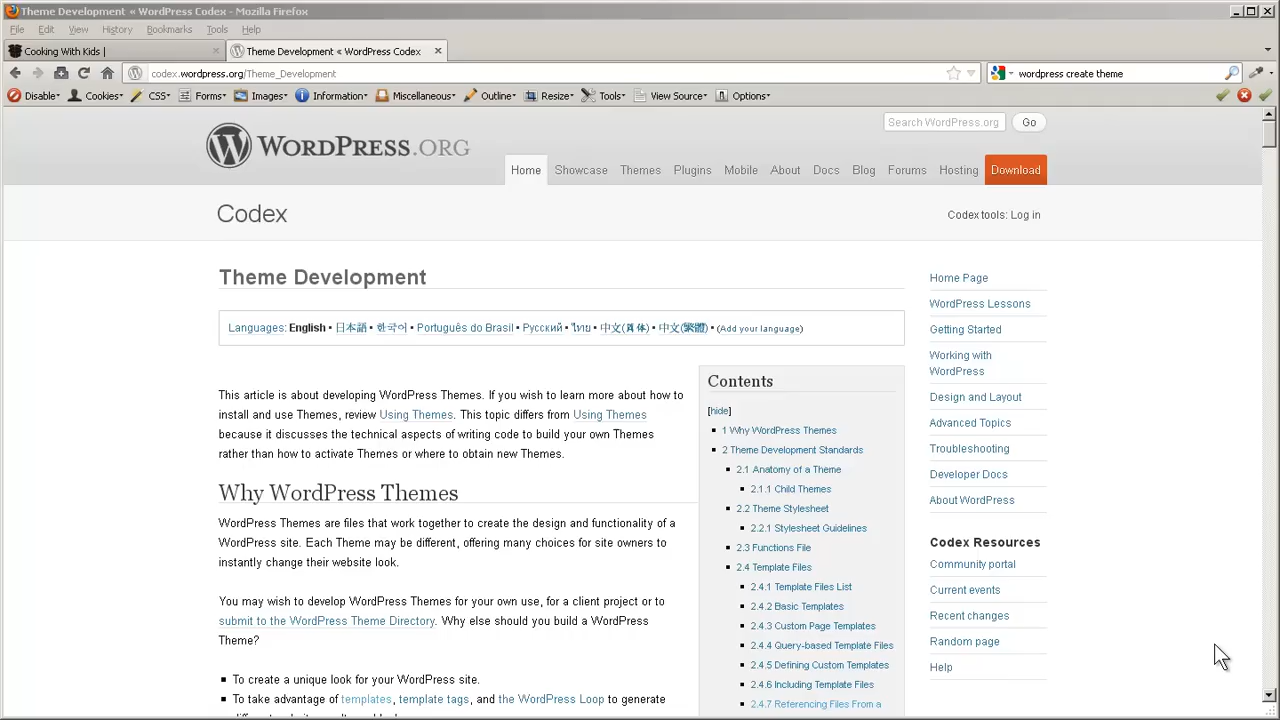 Theme Development « WordPress Codex - Mozilla Firefox
File Edit View History Bookmarks Tools Help
Cooking With Kids |
Theme Development « WordPress Codex
codex.wordpress.org/Theme_Development
wordpress create theme
Disable Cookies CSS Forms Images Information Miscellaneous Outline Resize Tools View Source Options
Search WordPress.org Go
WORDPRESS.ORG
Home Showcase Themes Plugins Mobile About Docs Blog Forums Hosting Download
Codex
Codex tools: Log in
Theme Development
Languages: English • 日本語 • 한국어 • Português do Brasil • Русский • ไทย • 中文(简体) • 中文(繁體) • (Add your language)
This article is about developing WordPress Themes. If you wish to learn more about how to
install and use Themes, review Using Themes. This topic differs from Using Themes
because it discusses the technical aspects of writing code to build your own Themes
rather than how to activate Themes or where to obtain new Themes.
Why WordPress Themes
WordPress Themes are files that work together to create the design and functionality of a
WordPress site. Each Theme may be different, offering many choices for site owners to
instantly change their website look.
You may wish to develop WordPress Themes for your own use, for a client project or to
submit to the WordPress Theme Directory. Why else should you build a WordPress
Theme?
To create a unique look for your WordPress site.
To take advantage of templates, template tags, and the WordPress Loop to generate
Contents
[hide]
1 Why WordPress Themes
2 Theme Development Standards
2.1 Anatomy of a Theme
2.1.1 Child Themes
2.2 Theme Stylesheet
2.2.1 Stylesheet Guidelines
2.3 Functions File
2.4 Template Files
2.4.1 Template Files List
2.4.2 Basic Templates
2.4.3 Custom Page Templates
2.4.4 Query-based Template Files
2.4.5 Defining Custom Templates
2.4.6 Including Template Files
2.4.7 Referencing Files From a
Home Page
WordPress Lessons
Getting Started
Working with
WordPress
Design and Layout
Advanced Topics
Troubleshooting
Developer Docs
About WordPress
Codex Resources
Community portal
Current events
Recent changes
Random page
Help